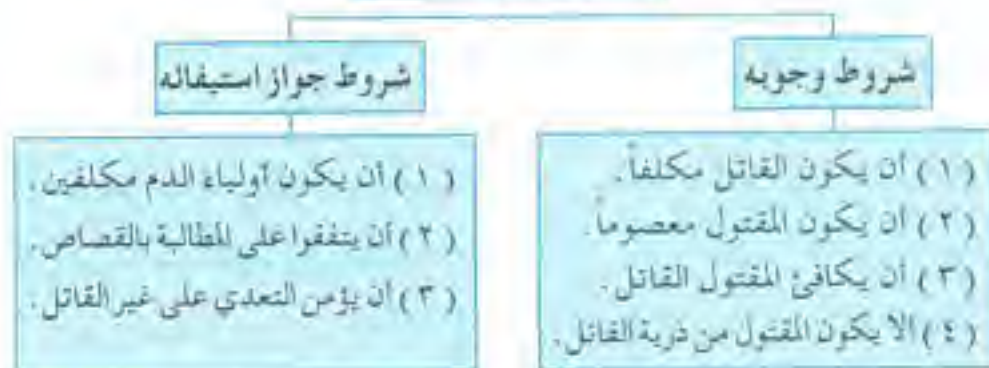 شروط وجوبه
(١) أن يكون القاتل مكلفاً.
(٢) أن يكون المقتول معصوماً.
(٣) أن يكافئ المقتول القاتل.
(٤) ألا يكون المقتول من ذرية القاتل.
شروط جواز استيفائه
(١) أن يكون أولياء الدم مكلفين.
(٢) أن يتفقوا على المطالبة بالقصاص.
(٣) أن يؤمن التعدي على غير القاتل.